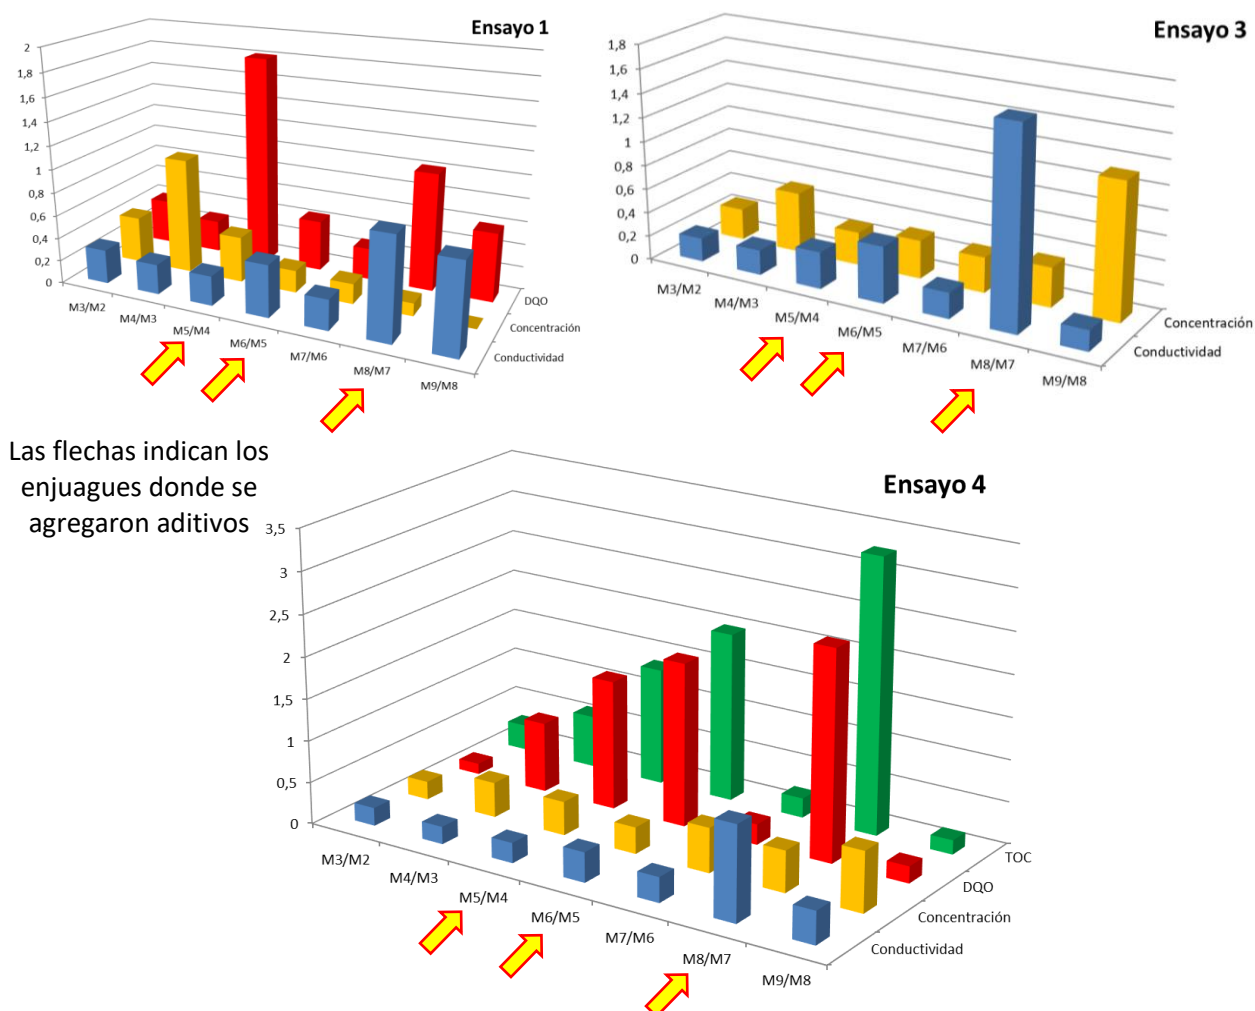 Ensayo 1
2
1,8
1,6
1,4
1,2
1
0,8
0,6
0,4
0,2
0
M3/M2
M4/M3
M5/M4
M6/M5
M7/M6
M8/M7
M9/M8
DQO
Concentración
Conductividad
Ensayo 3
1,8
1,6
1,4
1,2
1
0,8
0,6
0,4
0,2
0
M3/M2
M4/M3
M5/M4
M6/M5
M7/M6
M8/M7
M9/M8
Concentración
Conductividad
Las flechas indican los
enjuagues donde se
agregaron aditivos
Ensayo 4
3,5
3
2,5
2
1,5
1
0,5
0
M3/M2
M4/M3
M5/M4
M6/M5
M7/M6
M8/M7
M9/M8
TOC
DQO
Concentración
Conductividad